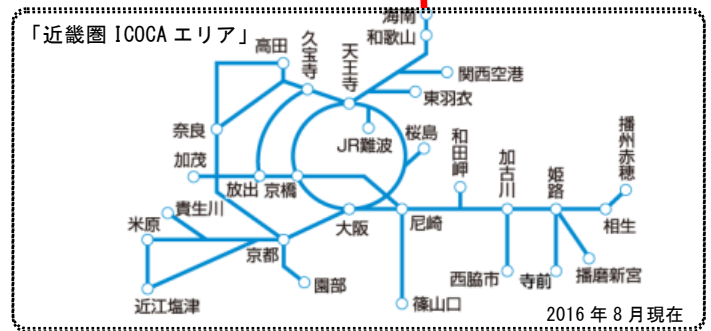 海南
「近畿圏 ICOCA エリア」
和歌山
高田
久宝寺
天王寺
関西空港
東羽衣
奈良
JR難波
桜島
和田岬
加古川
姫路
播州赤穂
加茂
放出
京橋
貴生川
米原
大阪
尼崎
相生
京都
園部
西脇市
寺前
播磨新宮
近江塩津
篠山口
2016 年 8 月現在